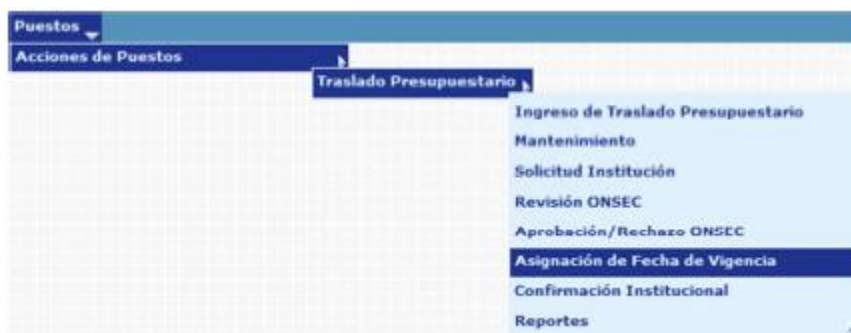 Puestos
Acciones de Puestos
Traslado Presupuestario
Ingreso de Traslado Presupuestario
Mantenimiento
Solicitud Institución
Revisión ONSEC
Aprobación/Rechazo ONSEC
Asignación de Fecha de Vigencia
Confirmación Institucional
Reportes